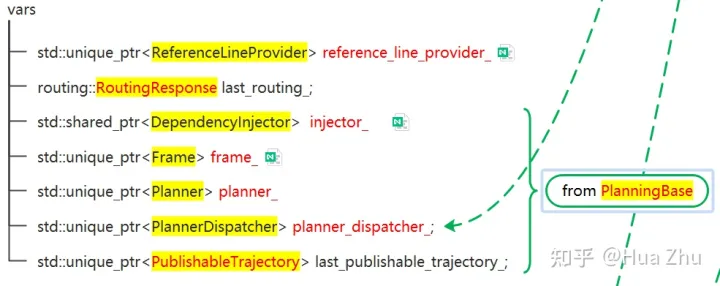 vars
std::unique_ptr<ReferenceLineProvider> reference_line_provider_
routing::RoutingResponse last_routing_;
std::shared_ptr<DependencyInjector> injector_
std::unique_ptr<Frame> frame_
std::unique_ptr<Planner> planner_
from PlanningBase
std::unique_ptr<PlannerDispatcher> planner_dispatcher_;
std::unique_ptr<PublishableTrajectory> last_publishable_trajectory_;
知乎 @Hua Zhu